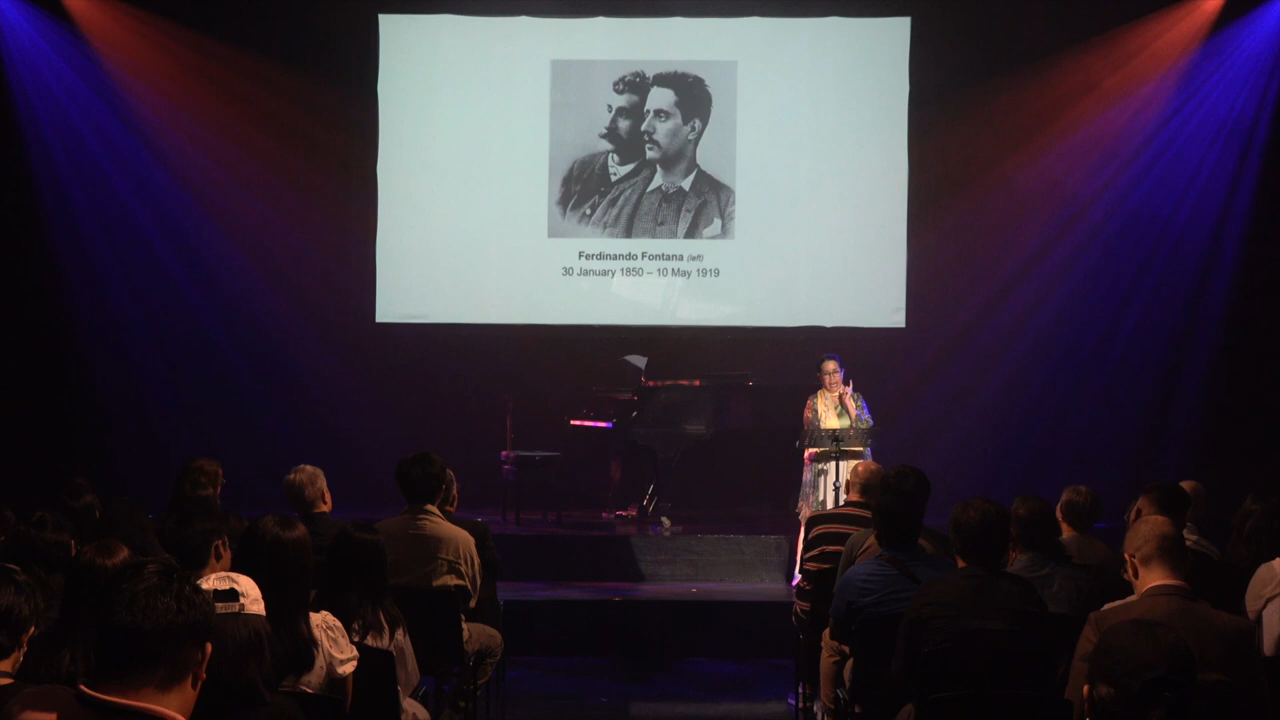 Ferdinando Fontana (left)
30 January 1850 – 10 May 1919